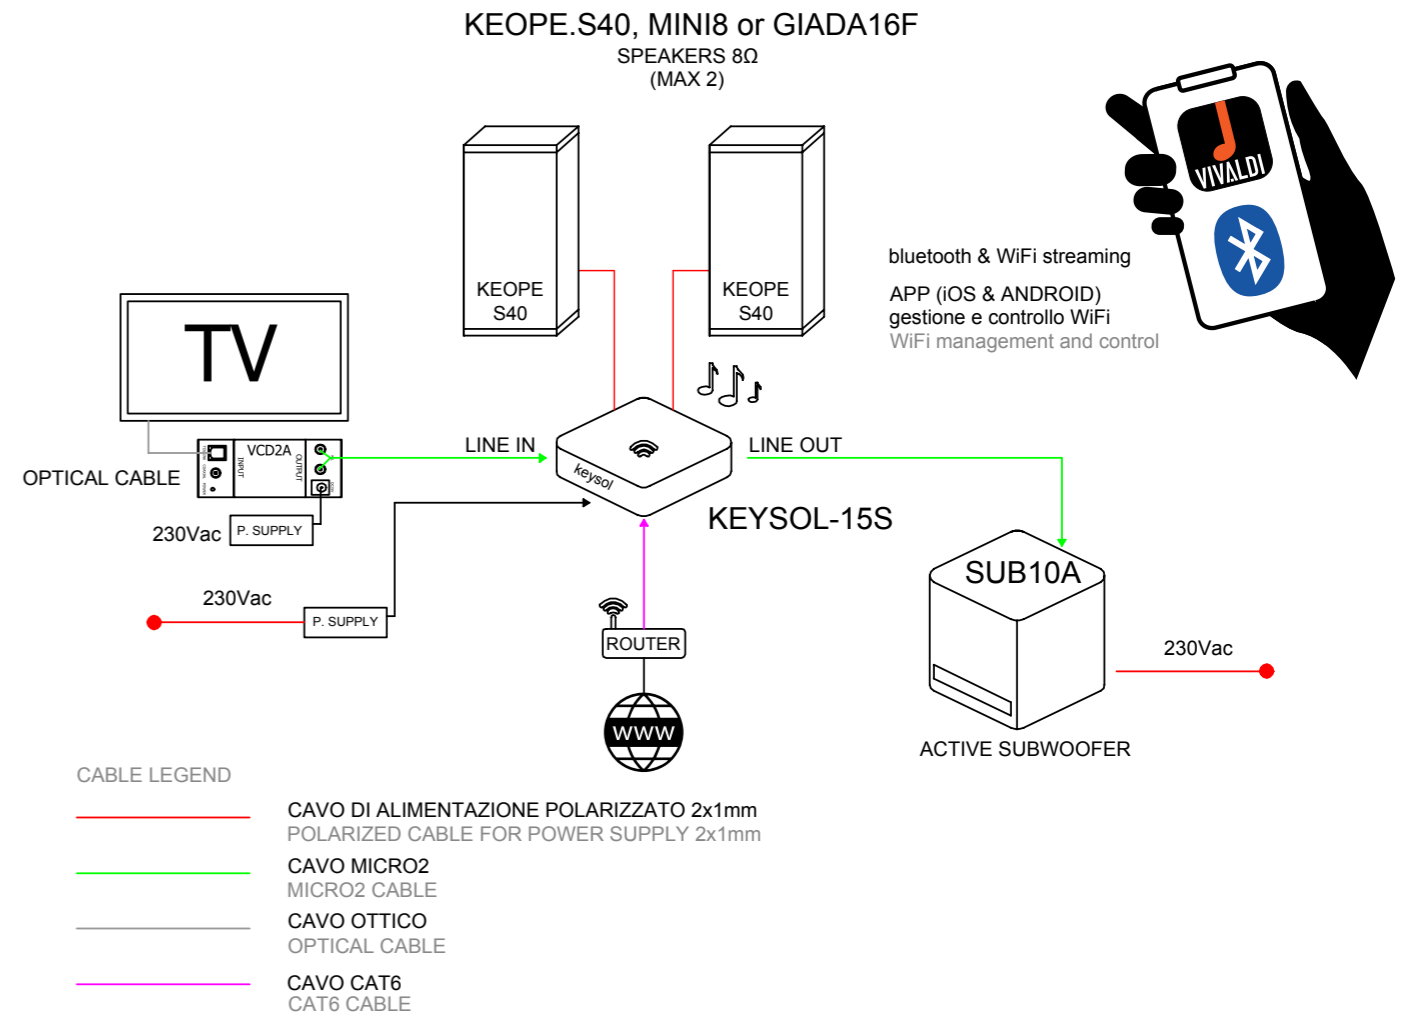 KEOPE.S40, MINI8 or GIADA16F
SPEAKERS 8Ω
(MAX 2)
VIVALDI
bluetooth & WiFi streaming
APP (iOS & ANDROID)
gestione e controllo WiFi
WiFi management and control
KEOPE
S40
KEOPE
S40
TV
OPTICAL CABLE
VCD2A
INPUT
OUTPUT
230Vac
P. SUPPLY
LINE IN
LINE OUT
keysol
KEYSOL-15S
230Vac
P. SUPPLY
ROUTER
WWW
SUB10A
230Vac
ACTIVE SUBWOOFER
CABLE LEGEND
CAVO DI ALIMENTAZIONE POLARIZZATO 2x1mm
POLARIZED CABLE FOR POWER SUPPLY 2x1mm
CAVO MICRO2
MICRO2 CABLE
CAVO OTTICO
OPTICAL CABLE
CAVO CAT6
CAT6 CABLE